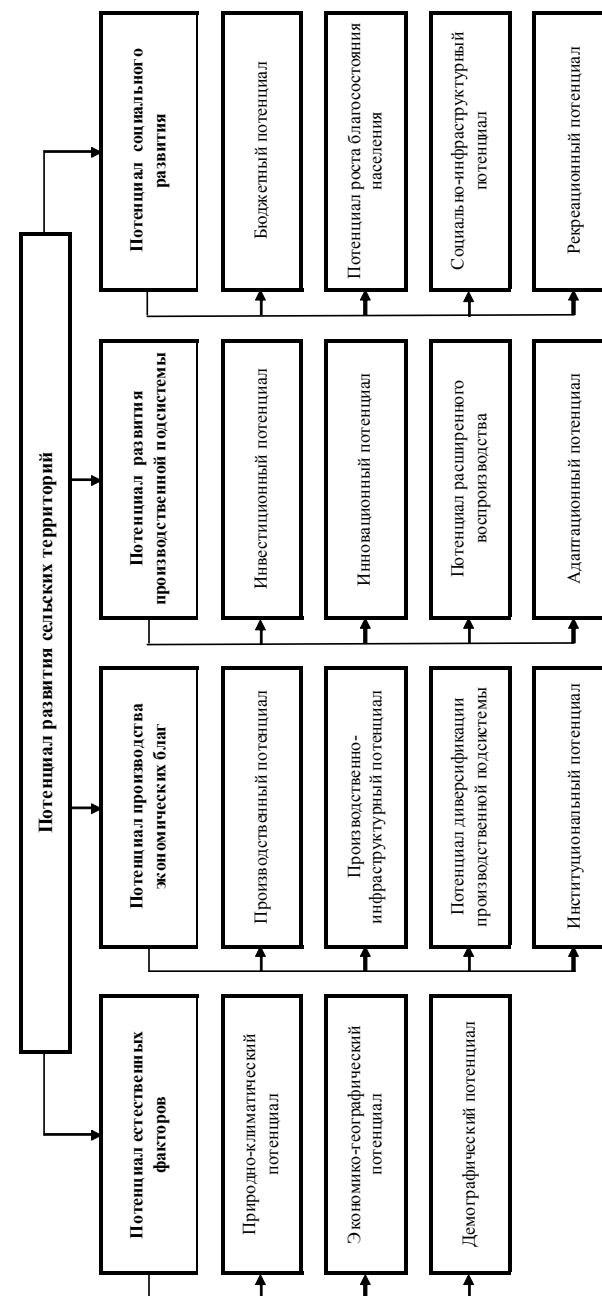 Потенциал развития сельских территорий
Потенциал естественных
факторов
Природно-климатический
потенциал
Экономико-географический
потенциал
Демографический потенциал
Потенциал производства
экономических благ
Производственный потенциал
Производственно-
инфраструктурный потенциал
Потенциал диверсификации
производственной подсистемы
Институциональный потенциал
Потенциал развития
производственной подсистемы
Инвестиционный потенциал
Инновационный потенциал
Потенциал расширенного
воспроизводства
Адаптационный потенциал
Потенциал социального
развития
Бюджетный потенциал
Потенциал роста благосостояния
населения
Социально-инфраструктурный
потенциал
Рекреационный потенциал